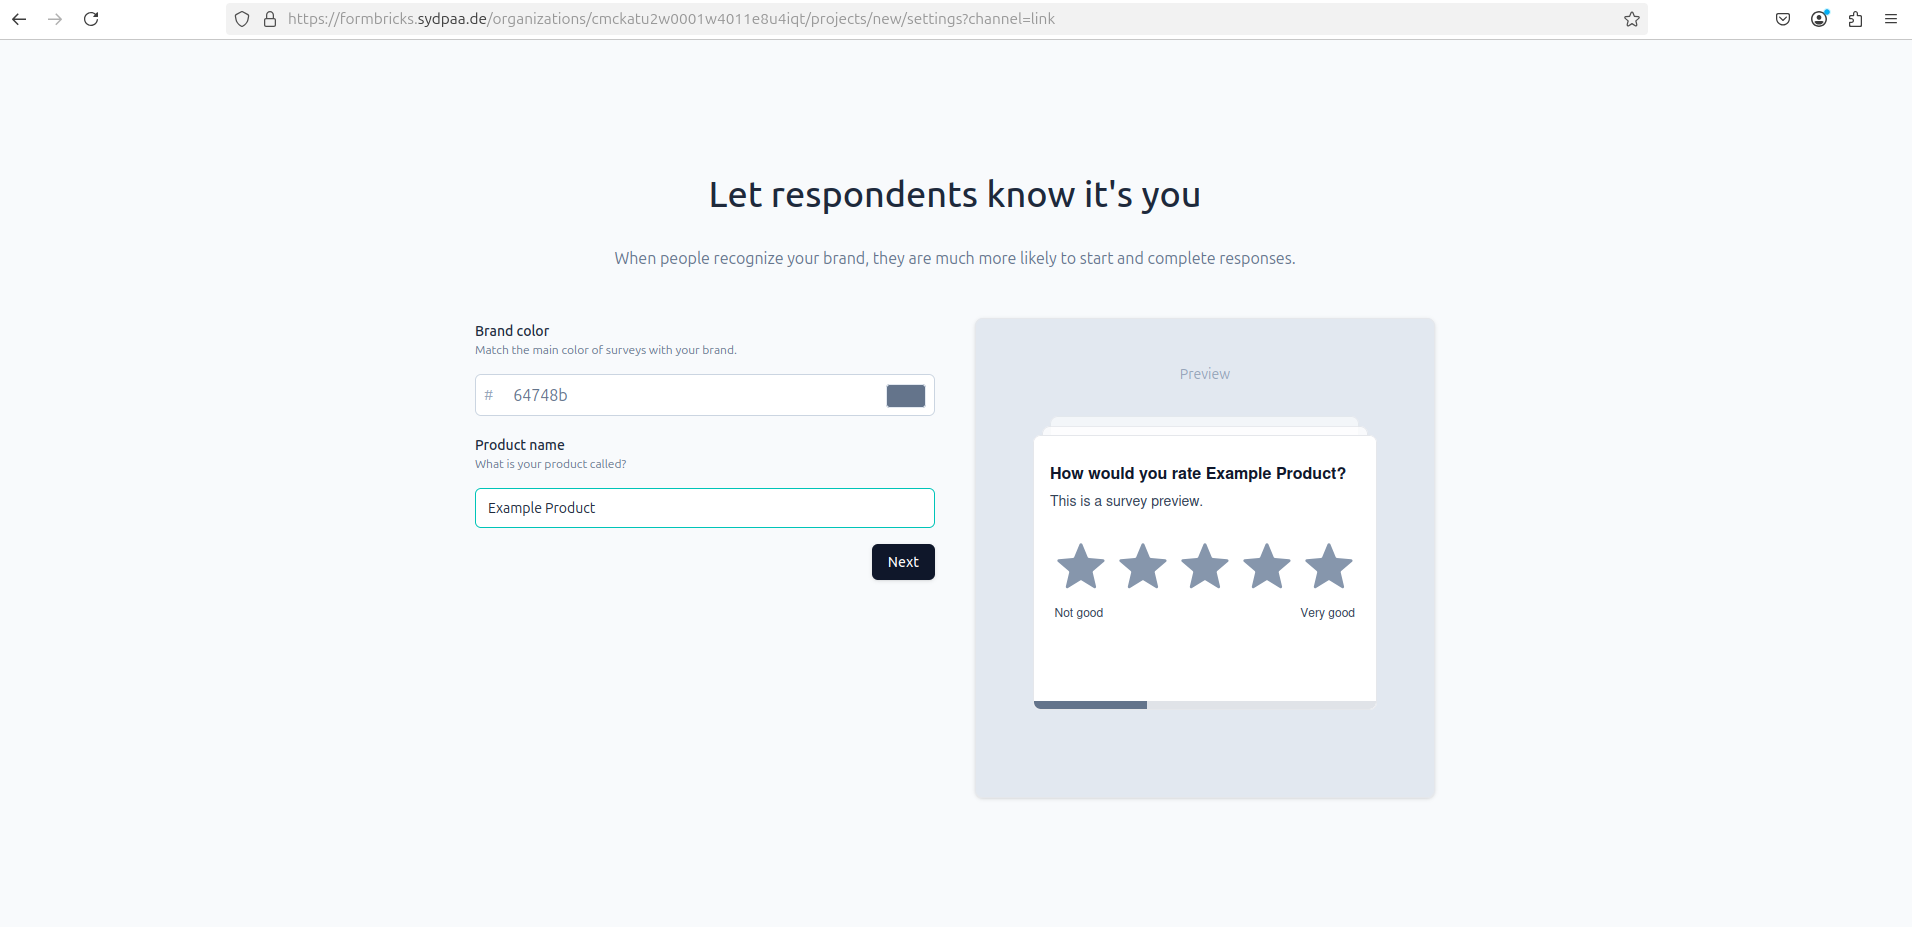 https://formbricks.sydpaa.de/organizations/cmckatu2w0001w4011e8u4iqt/projects/new/settings?channel=link
Let respondents know it's you
When people recognize your brand, they are much more likely to start and complete responses.
Brand color
Match the main color of surveys with your brand.
# 64748b
Product name
What is your product called?
Example Product
Next
Preview
How would you rate Example Product?
This is a survey preview.
Not good
Very good